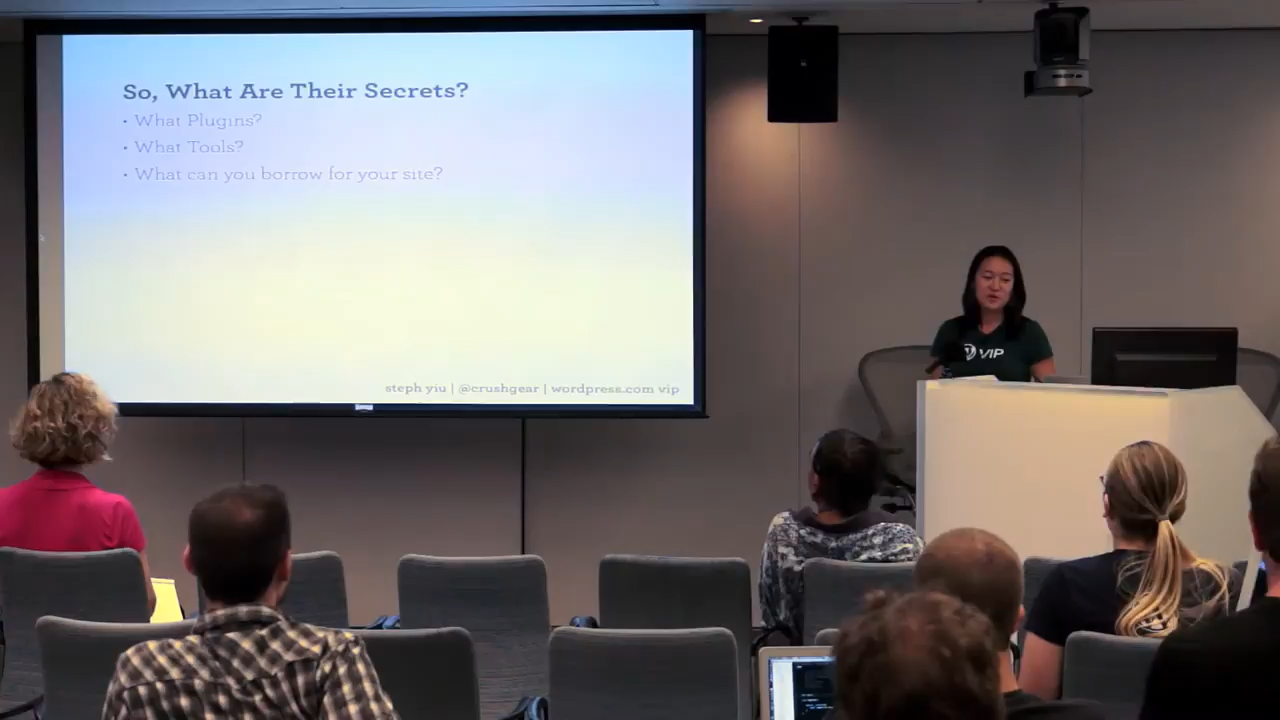 So, What Are Their Secrets?
• What Plugins?
• What Tools?
• What can you borrow for your site?
steph yiu | @crushgear | wordpress.com vip
VIP